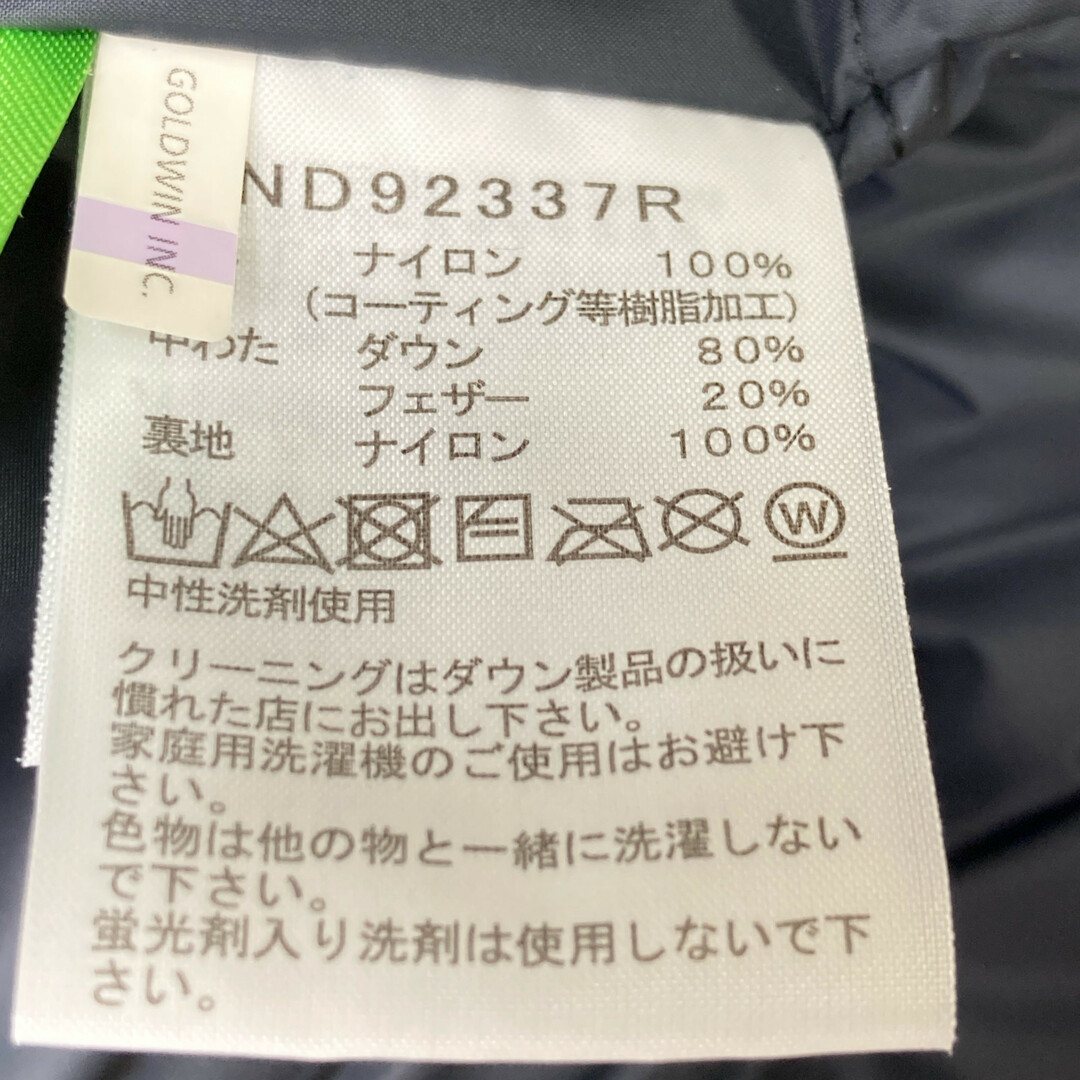 GOLDWIN INC.
ND92337R
ナイロン 100%
(コーティング等樹脂加工)
中わた ダウン 80%
フェザー 20%
裏地 ナイロン 100%
W
中性洗剤使用
クリーニングはダウン製品の扱いに
慣れた店にお出し下さい。
家庭用洗濯機のご使用はお避け下
さい。
色物は他の物と一緒に洗濯しない
で下さい。
蛍光剤入り洗剤は使用しないで下
さい。